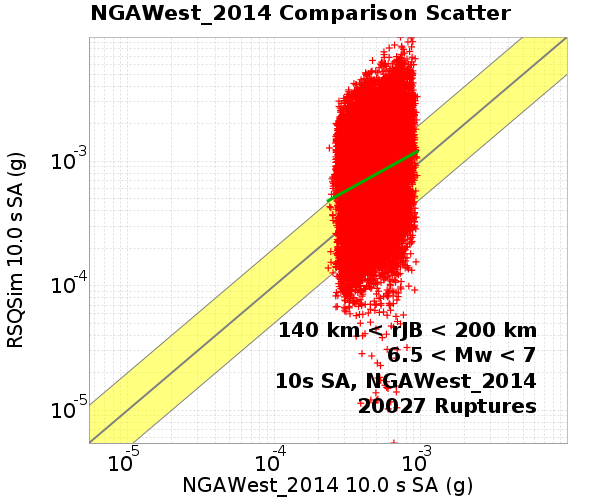 NGAWest_2014 Comparison Scatter
RSQSim 10.0 s SA (g)
10-3
10-4
10-5
140 km < rJB < 200 km
6.5 < Mw < 7
10s SA, NGAWest_2014
20027 Ruptures
10-5
10-4
10-3
NGAWest_2014 10.0 s SA (g)